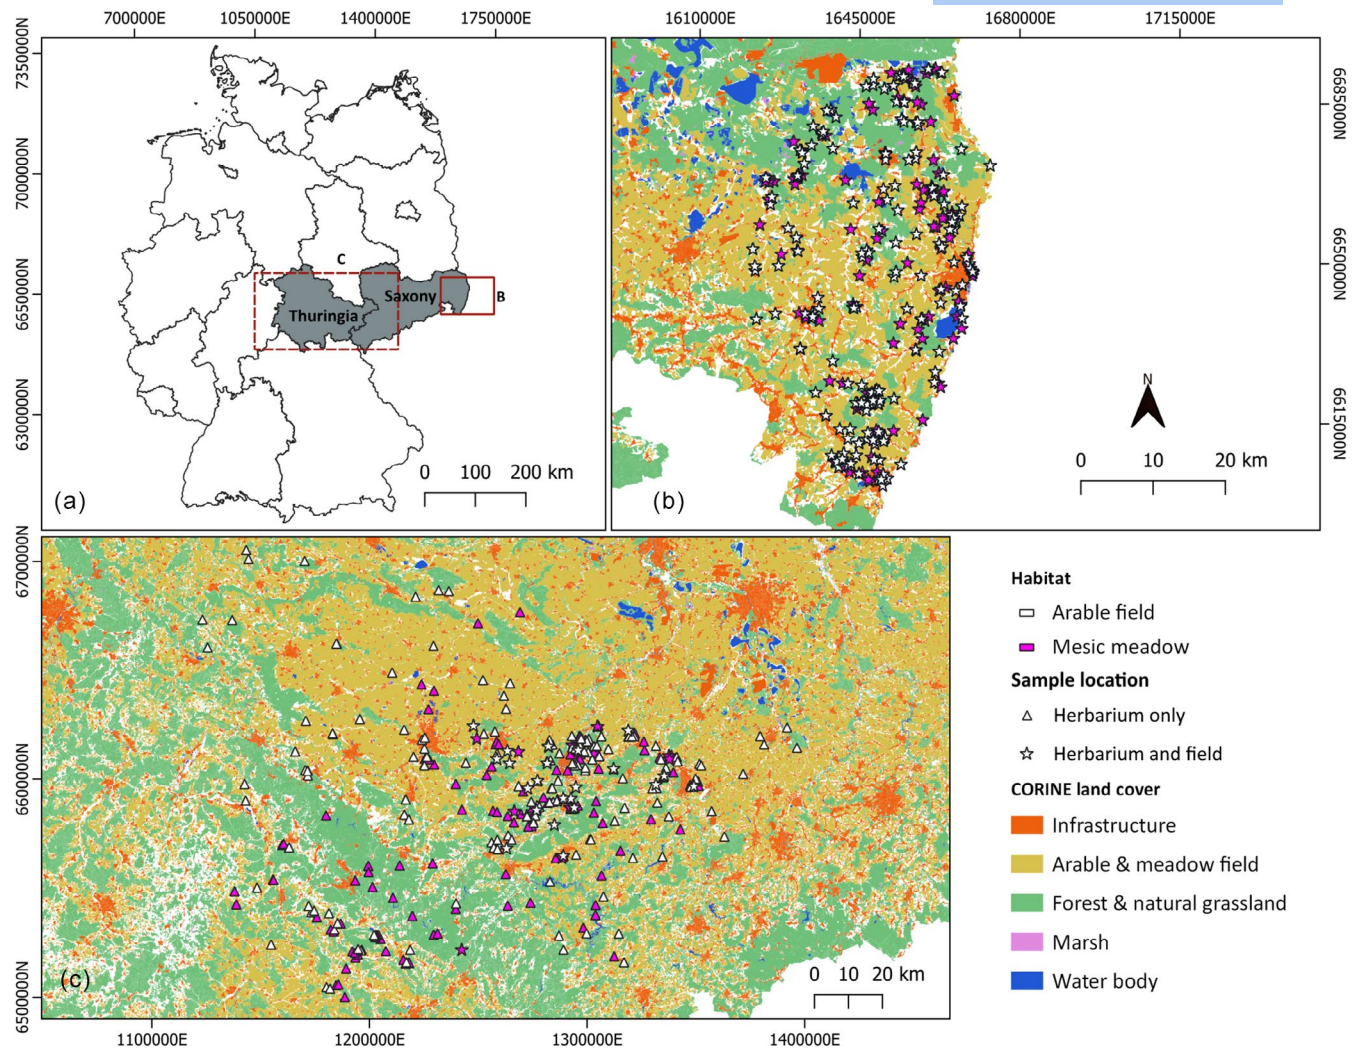 700000E 1050000E 1400000E 1750000E
1610000E 1645000E 1680000E 1715000E
7350000N
7000000N
6650000N
6300000N
C
B
Thuringia
Saxony
0 100 200 km
(a)
6685000N
6650000N
6615000N
N
0 10 20 km
(b)
6700000N
6600000N
6500000N
(c)
0 10 20 km
1100000E 1200000E 1300000E 1400000E
Habitat
Arable field
Mesic meadow
Sample location
Herbarium only
Herbarium and field
CORINE land cover
Infrastructure
Arable & meadow field
Forest & natural grassland
Marsh
Water body